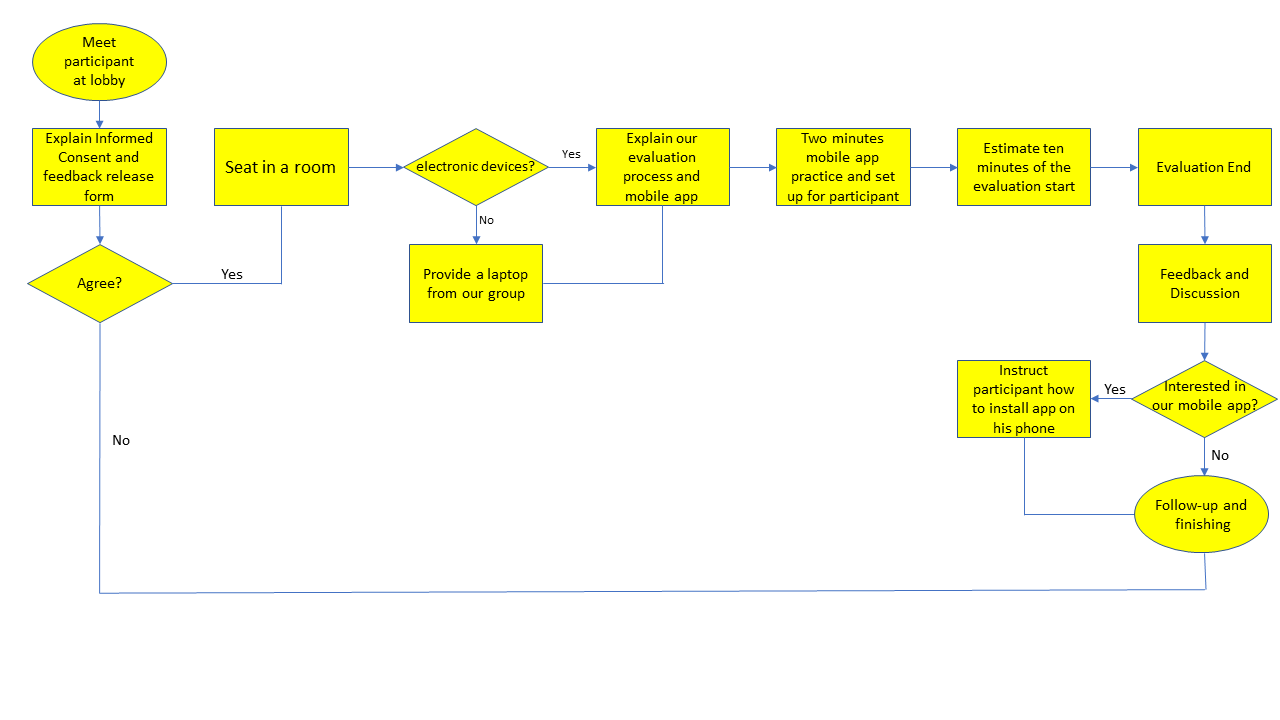 Meet
participant
at lobby
Explain Informed
Consent and
feedback release
form
Agree?
Yes
No
Seat in a room
electronic devices?
Yes
No
Provide a laptop
from our group
Explain our
evaluation
process and
mobile app
Two minutes
mobile app
practice and set
up for participant
Estimate ten
minutes of the
evaluation start
Evaluation End
Feedback and
Discussion
Interested in
our mobile app?
Yes
No
Instruct
participant how
to install app on
his phone
Follow-up and
finishing